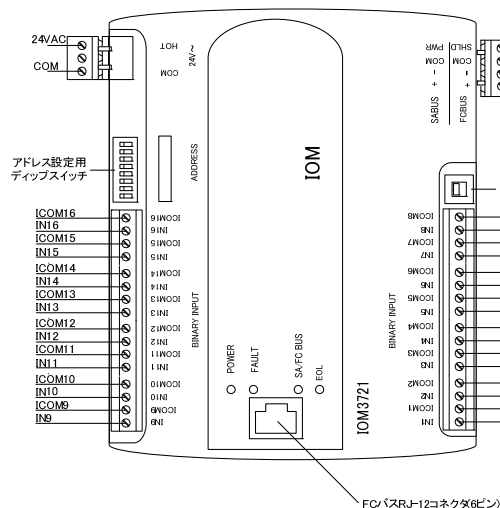 24VAC
COM
HOT
COM
24V~
PWR
COM
-
+
SABUS
SHLD
COM
-
+
FCBUS
アドレス設定用
ディップスイッチ
ADDRESS
IOM
ICOM16
IN16
ICOM15
IN15
ICOM14
IN14
ICOM13
IN13
ICOM12
IN12
ICOM11
IN11
ICOM10
IN10
ICOM9
IN9
ICOM16
IN16
ICOM15
IN15
ICOM14
IN14
ICOM13
IN13
ICOM12
IN12
ICOM11
IN11
ICOM10
IN10
ICOM9
IN9
BINARY INPUT
POWER
FAULT
SA/FC BUS
EOL
IOM3721
BINARY INPUT
ICOM8
IN8
ICOM7
IN7
ICOM6
IN6
ICOM5
IN5
ICOM4
IN4
ICOM3
IN3
ICOM2
IN2
ICOM1
IN1
FCバスRJ-12コネクタ(6ピン)